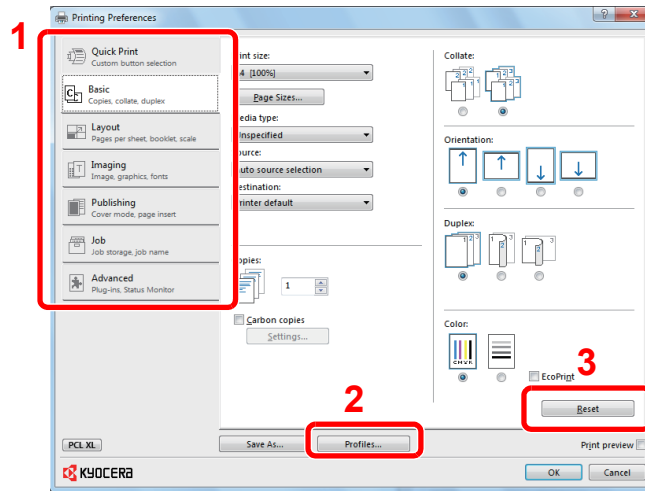 Printing Preferences
1
Quick Print
Custom button selection
Basic
Copies, collate, duplex
Layout
Pages per sheet, booklet, scale
Imaging
Image, graphics, fonts
Publishing
Cover mode, page insert
Job
Job storage, job name
Advanced
Plug-ins, Status Monitor
int size:
4 [100%]
Page Sizes...
edia type:
nspecified
ource:
uto source selection
estination:
rinter default
opies:
1
Carbon copies
Settings...
Collate:
Orientation:
Duplex:
Color:
CMYK
EcoPrint
3
Reset
2
PCL XL
Save As...
Profiles...
Print preview
KYOCERA
OK
Cancel